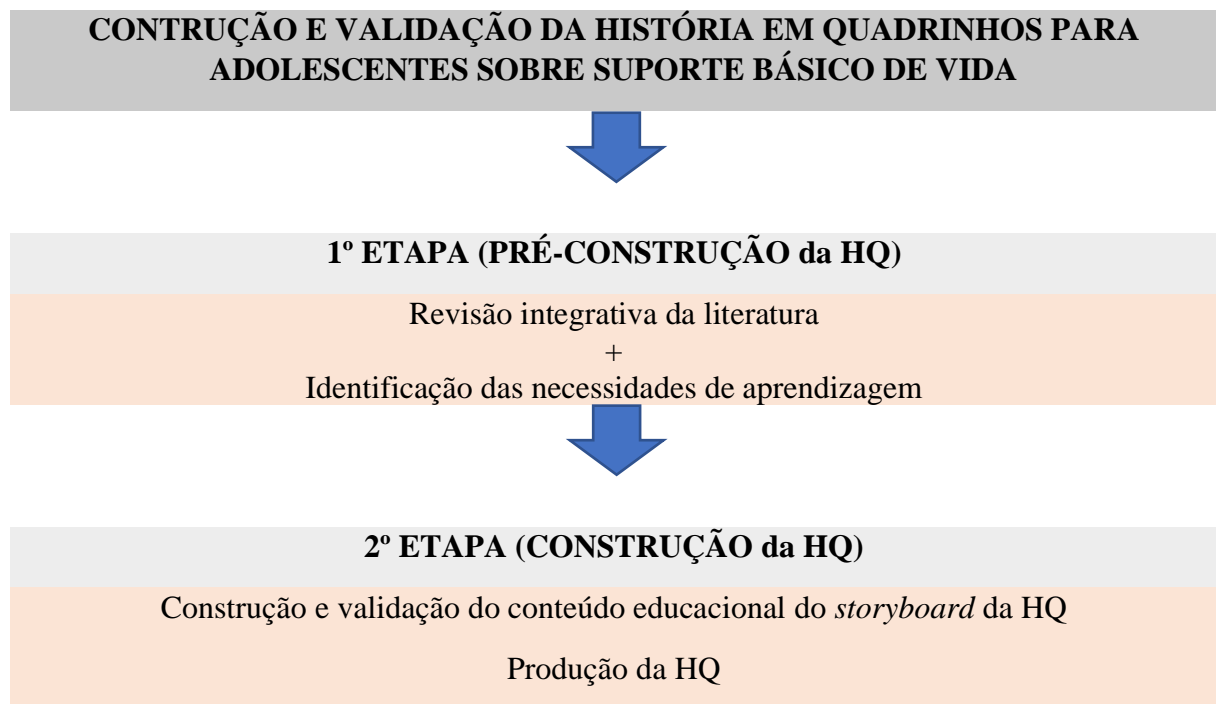 CONTRUÇÃO E VALIDAÇÃO DA HISTÓRIA EM QUADRINHOS PARA
ADOLESCENTES SOBRE SUPORTE BÁSICO DE VIDA
1º ETAPA (PRÉ-CONSTRUÇÃO da HQ)
Revisão integrativa da literatura
+
Identificação das necessidades de aprendizagem
2º ETAPA (CONSTRUÇÃO da HQ)
Construção e validação do conteúdo educacional do storyboard da HQ
Produção da HQ